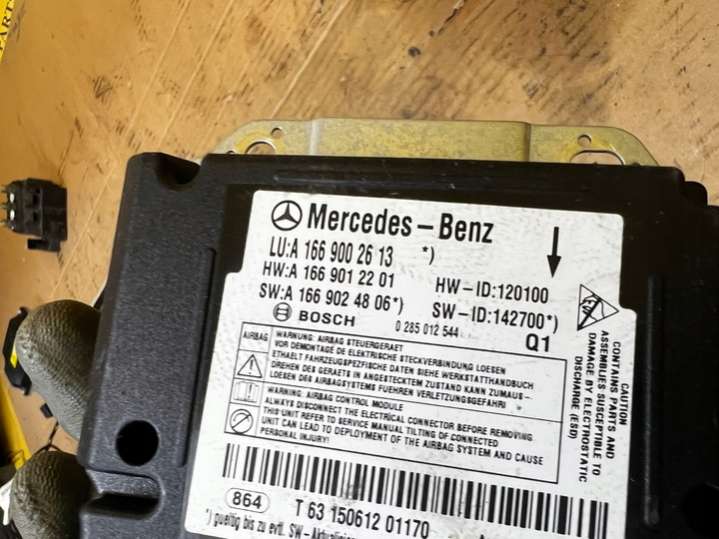 PARTS
Mercedes-Benz
LU:A 166 900 26 13 *)
HW:A 166 901 22 01 HW-ID:120100
SW:A 166 902 48 06*) SW-ID:142700*)
BOSCH 0 285 012 544 Q1
AIRBAG
WARNUNG: AIRBAG STEUERGERAET
VOR DEMONTAGE DIE ELEKTRISCHE STECKVERBINDUNG LOESEN
ENTHAELT FAHRZEUGSPEZIFISCHE DATEN SIEHE WERKSTATTHANDBUCH
DREHEN DES GERAETS IN ANGESTECKTEM ZUSTAND KANN ZUMAUS-
LOESEN DES AIRBAGSYSTEMS FUEHREN VERLETZUNGSGEFAHR!
WARNING: AIRBAG CONTROL MODULE
ALWAYS DISCONNECT THE ELECTRICAL CONNECTOR BEFORE REMOVING
THIS UNIT REFER TO SERVICE MANUAL TILTING OF CONNECTED
UNIT CAN LEAD TO DEPLOYMENT OF THE AIRBAG SYSTEM AND CAUSE
PERSONAL INJURY!
CAUTION
CONTAINS PARTS AND
ASSEMBLIES SUSCEPTIBLE TO
DAMAGE BY ELECTROSTATIC
DISCHARGE (ESD)
864 T 63 150612 01170
*) gueltig bis zu evtl. SW-